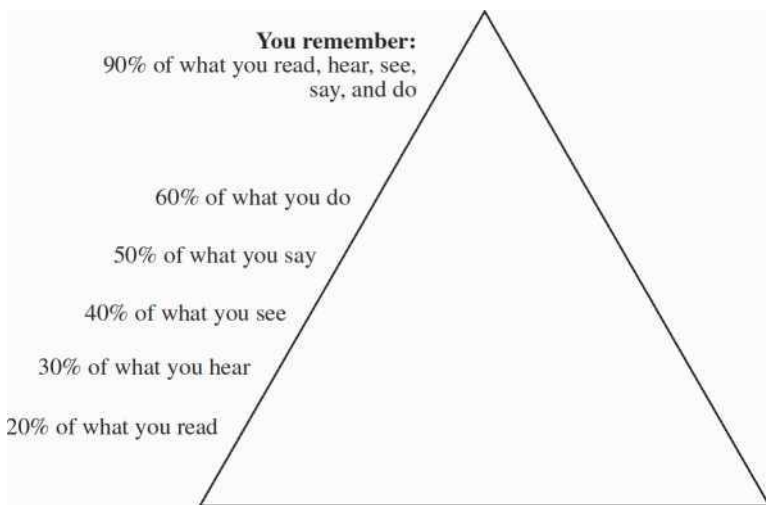 You remember:
90% of what you read, hear, see,
say, and do
60% of what you do
50% of what you say
40% of what you see
30% of what you hear
20% of what you read